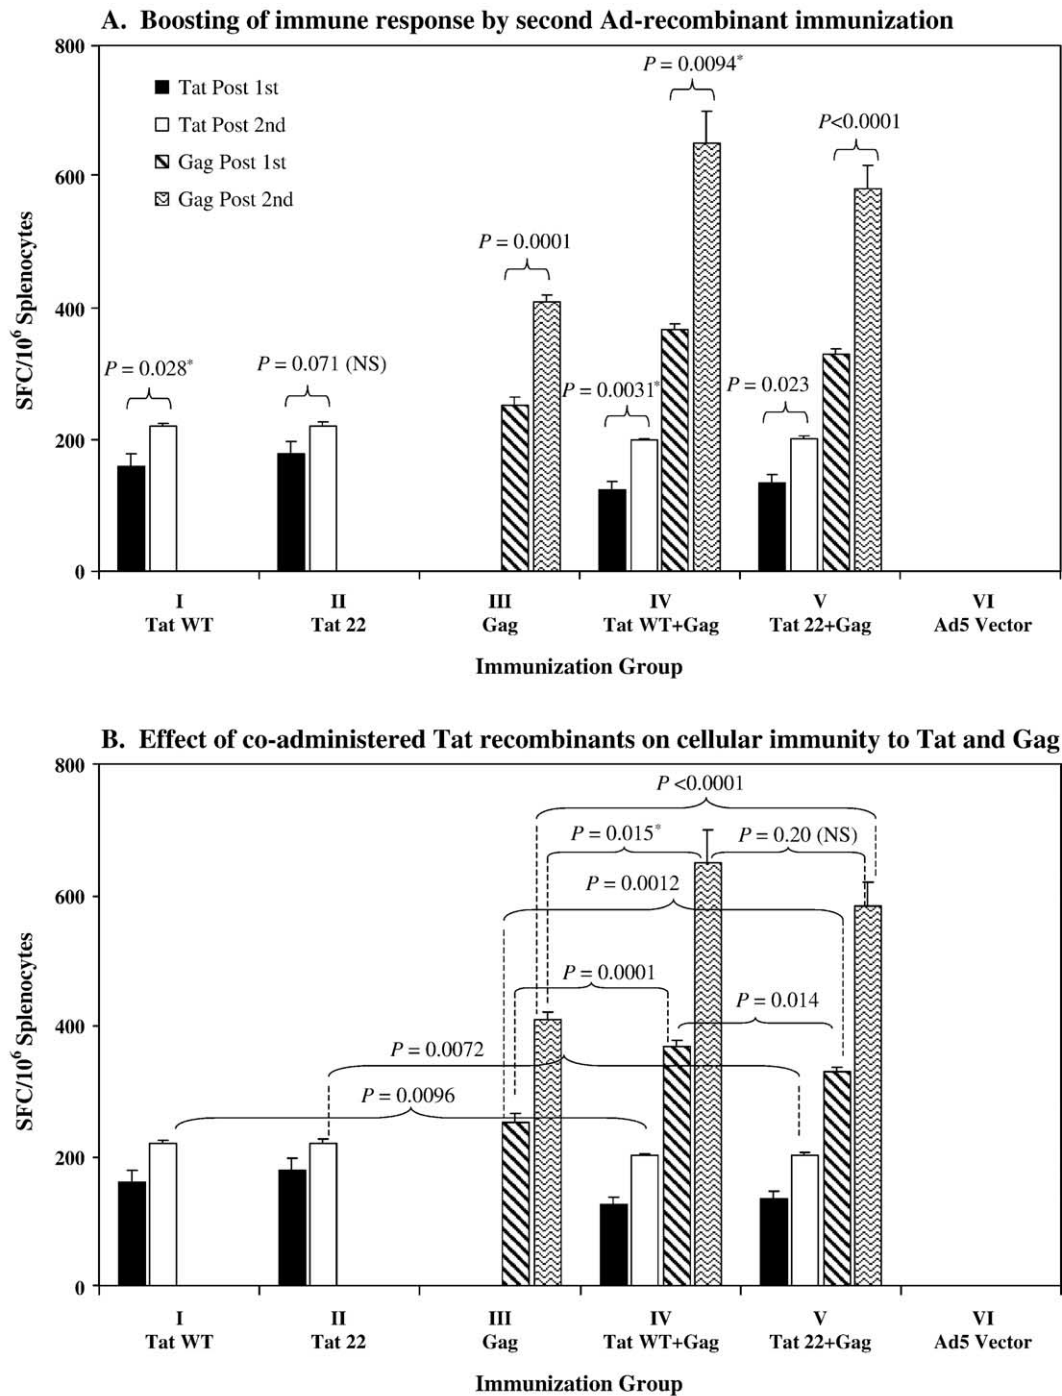 A. Boosting of immune response by second Ad-recombinant immunization
800
600
400
200
0
SFC/10⁶ Splenocytes
Tat Post 1st
Tat Post 2nd
Gag Post 1st
Gag Post 2nd
P = 0.028*
P = 0.071 (NS)
P = 0.0001
P = 0.0031*
P = 0.0094*
P = 0.023
P<0.0001
I II III IV V VI
Tat WT Tat 22 Gag Tat WT+Gag Tat 22+Gag Ad5 Vector
Immunization Group
B. Effect of co-administered Tat recombinants on cellular immunity to Tat and Gag
800
600
400
200
0
SFC/10⁶ Splenocytes
P <0.0001
P = 0.015*
P = 0.20 (NS)
P = 0.0012
P = 0.0001
P = 0.014
P = 0.0072
P = 0.0096
I II III IV V VI
Tat WT Tat 22 Gag Tat WT+Gag Tat 22+Gag Ad5 Vector
Immunization Group